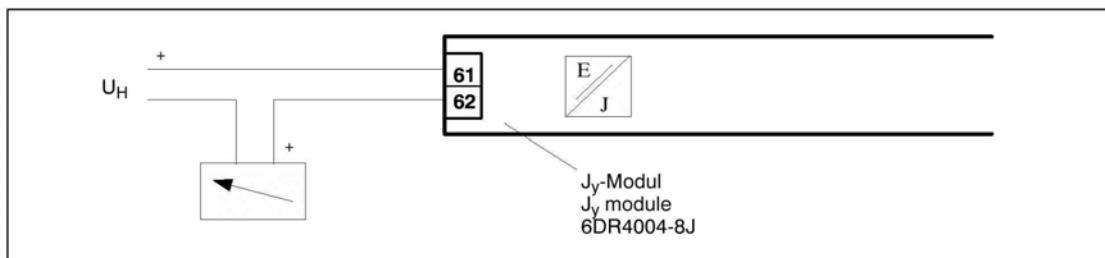 +
61
U_H
62
E
J
+
J_y-Modul
J_y module
6DR4004-8J